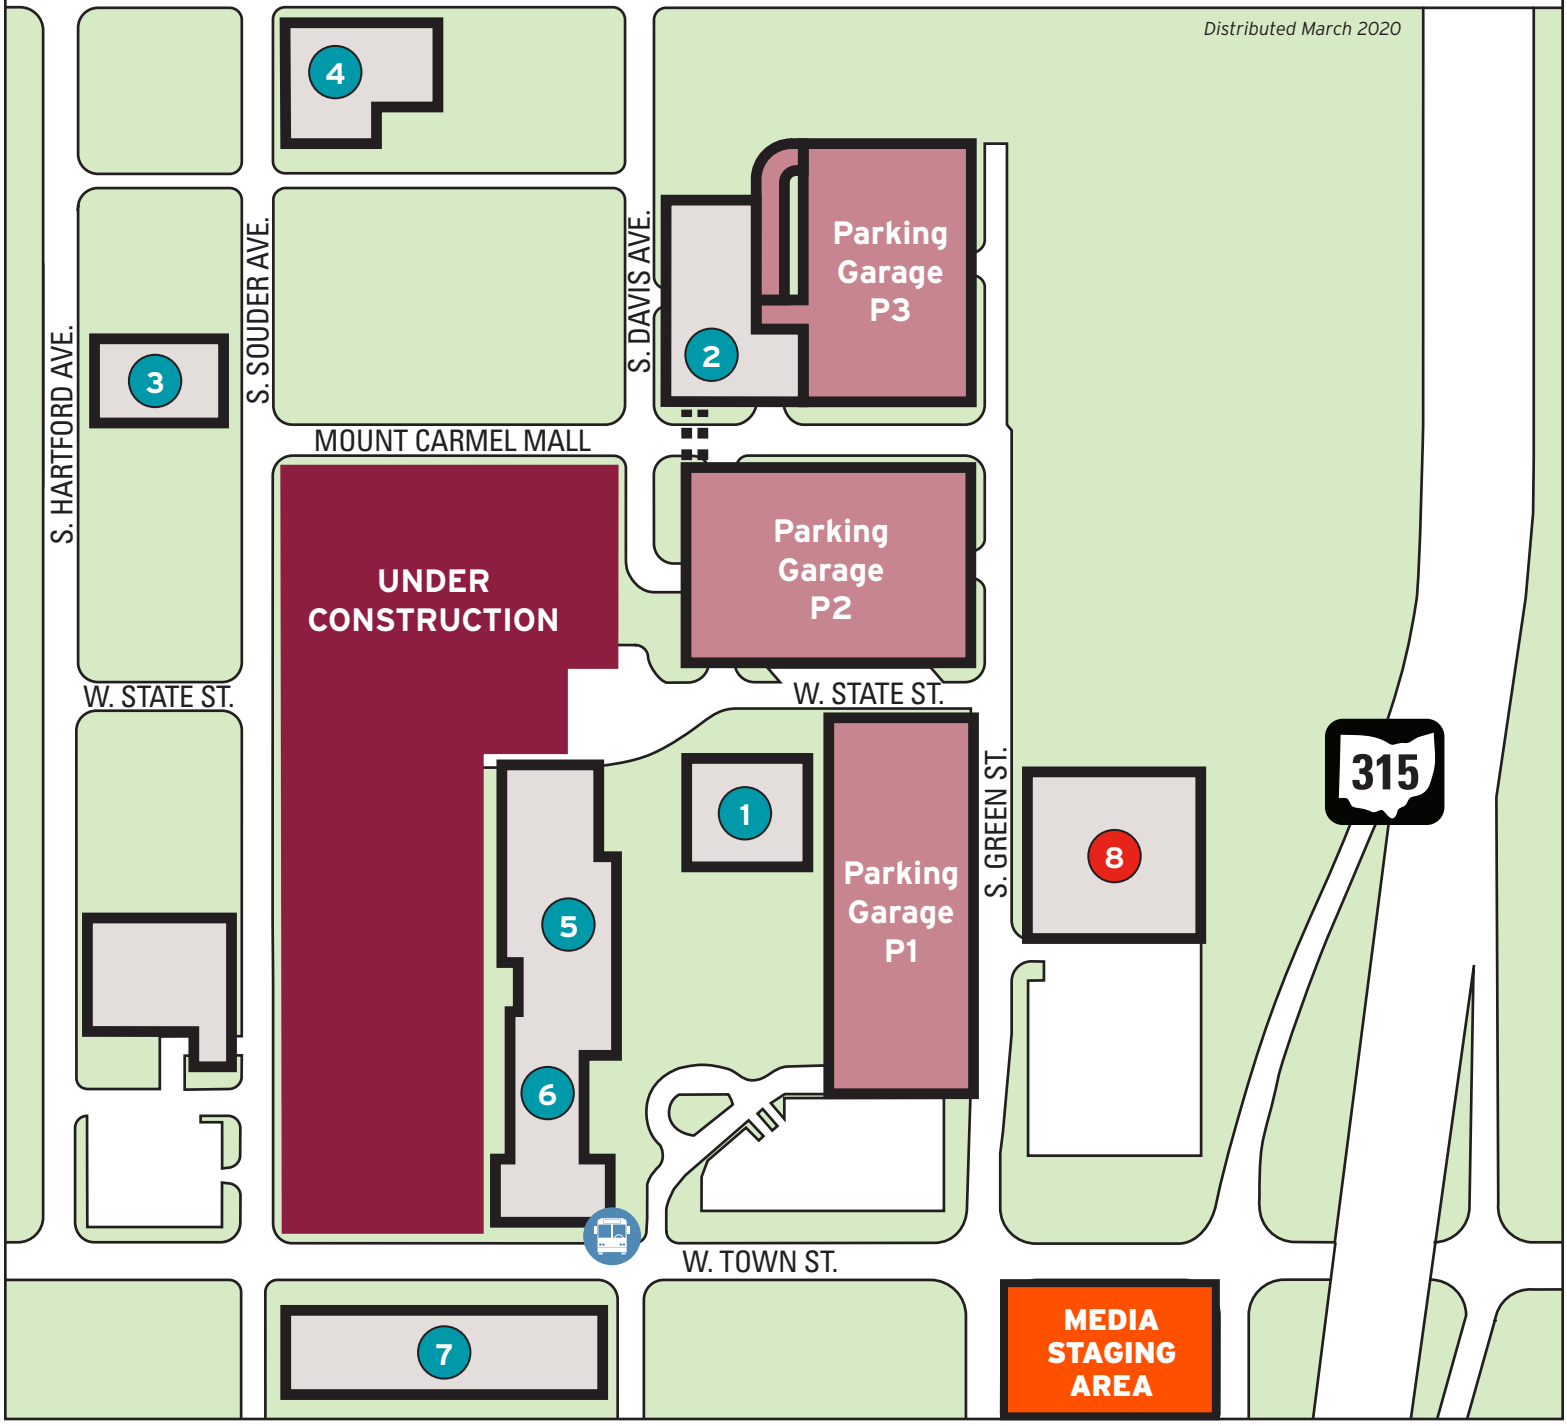 Distributed March 2020
4
S. HARTFORD AVE.
S. SOUDER AVE.
S. DAVIS AVE.
Parking
Garage
P3
2
3
MOUNT CARMEL MALL
UNDER
CONSTRUCTION
Parking
Garage
P2
W. STATE ST.
W. STATE ST.
315
1
S. GREEN ST.
8
Parking
Garage
P1
5
6
W. TOWN ST.
7
MEDIA
STAGING
AREA